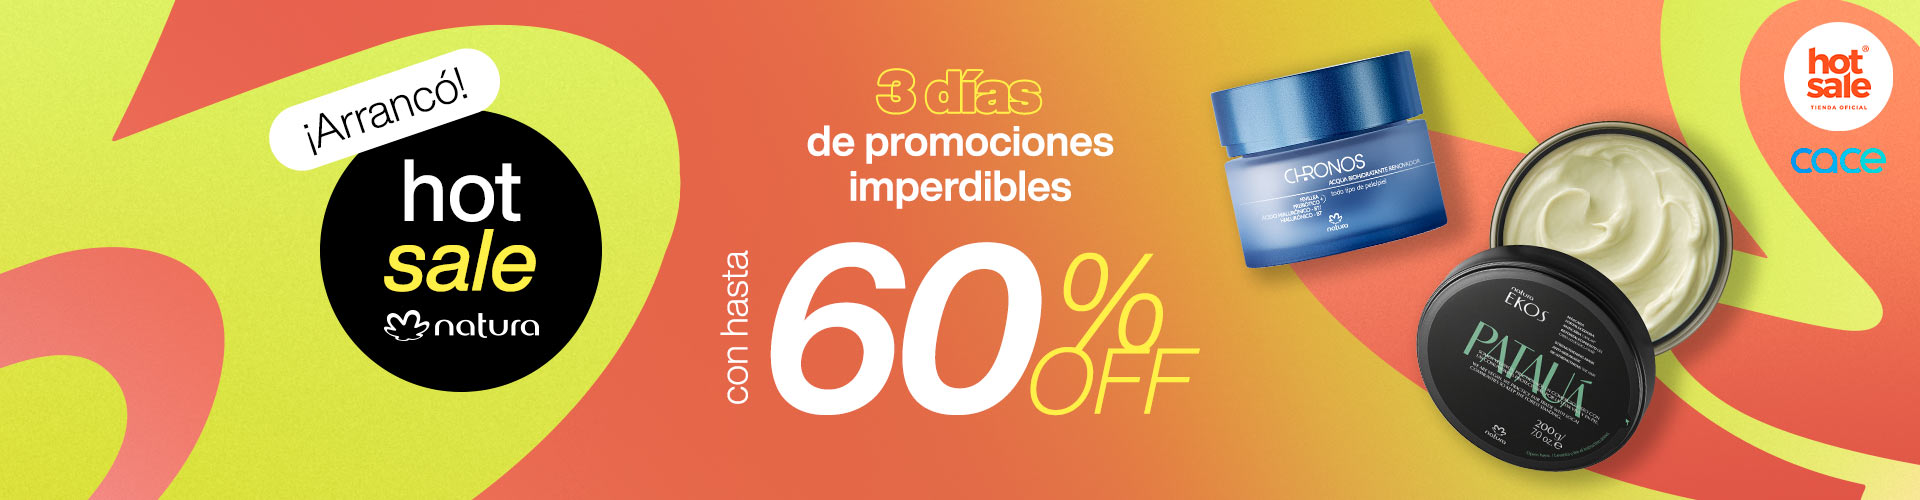 ¡Arrancó!
hot
sale
natura
3 días
de promociones
imperdibles
con hasta
60% OFF
CHRONOS
ACQUA BIOHIDRATANTE RENOVADOR
todo tipo de pele/piel
natura
natura
EKOS
PATAUÁ
200 g/
7.0 oz. e
natura
hot
sale
TIENDA OFICIAL
cace